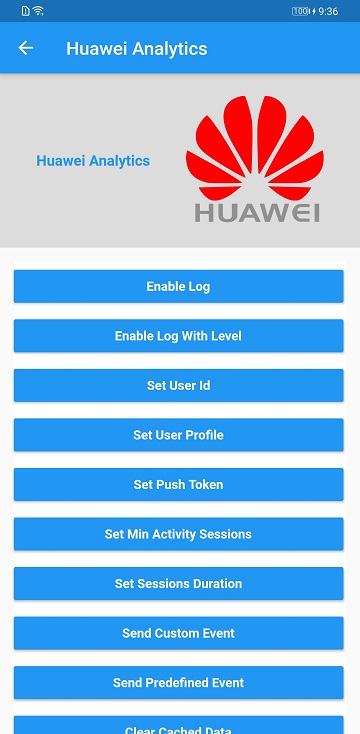 100 9:36
Huawei Analytics
Huawei Analytics
HUAWEI
Enable Log
Enable Log With Level
Set User Id
Set User Profile
Set Push Token
Set Min Activity Sessions
Set Sessions Duration
Send Custom Event
Send Predefined Event
Clear Cached Data